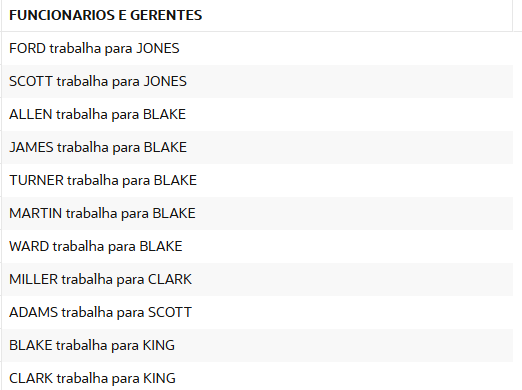 FUNCIONARIOS E GERENTES
FORD trabalha para JONES
SCOTT trabalha para JONES
ALLEN trabalha para BLAKE
JAMES trabalha para BLAKE
TURNER trabalha para BLAKE
MARTIN trabalha para BLAKE
WARD trabalha para BLAKE
MILLER trabalha para CLARK
ADAMS trabalha para SCOTT
BLAKE trabalha para KING
CLARK trabalha para KING